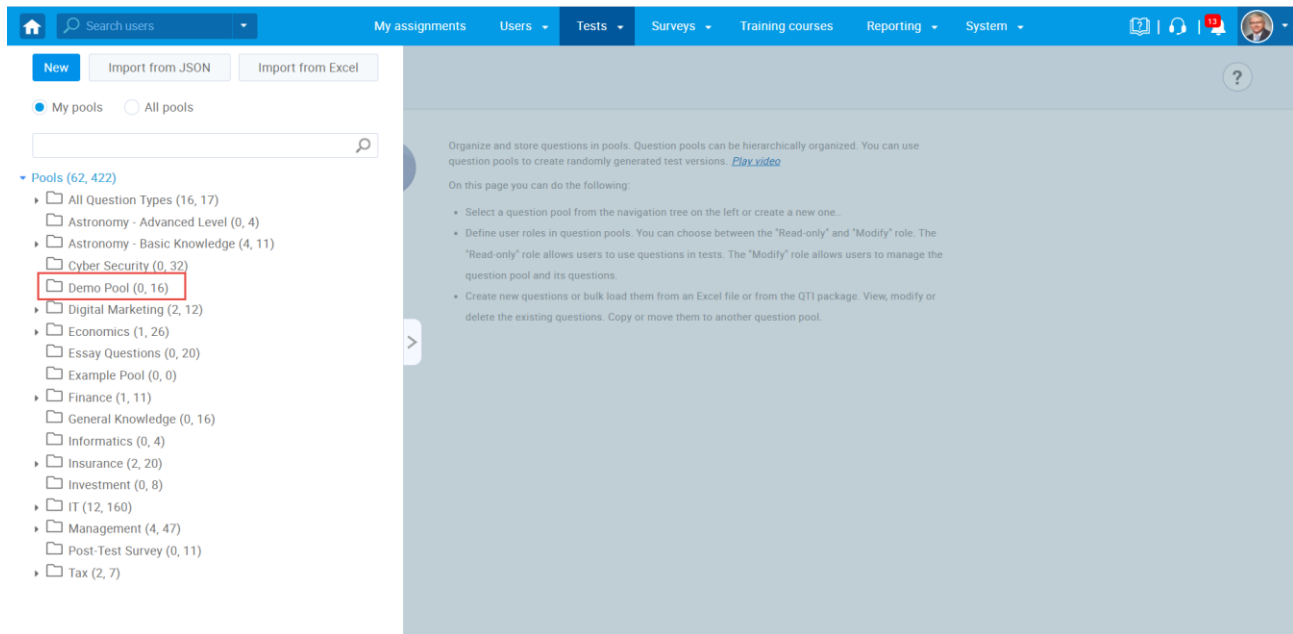 Search users
My assignments Users Tests Surveys Training courses Reporting System
13
New Import from JSON Import from Excel
?
My pools All pools
Pools (62, 422)
All Question Types (16, 17)
Astronomy - Advanced Level (0, 4)
Astronomy - Basic Knowledge (4, 11)
Cyber Security (0, 32)
Demo Pool (0, 16)
Digital Marketing (2, 12)
Economics (1, 26)
Essay Questions (0, 20)
Example Pool (0, 0)
Finance (1, 11)
General Knowledge (0, 16)
Informatics (0, 4)
Insurance (2, 20)
Investment (0, 8)
IT (12, 160)
Management (4, 47)
Post-Test Survey (0, 11)
Tax (2, 7)
Organize and store questions in pools. Question pools can be hierarchically organized. You can use
question pools to create randomly generated test versions. Play video
On this page you can do the following:
• Select a question pool from the navigation tree on the left or create a new one..
• Define user roles in question pools. You can choose between the "Read-only" and "Modify" role. The
"Read-only" role allows users to use questions in tests. The "Modify" role allows users to manage the
question pool and its questions.
• Create new questions or bulk load them from an Excel file or from the QTI package. View, modify or
delete the existing questions. Copy or move them to another question pool.